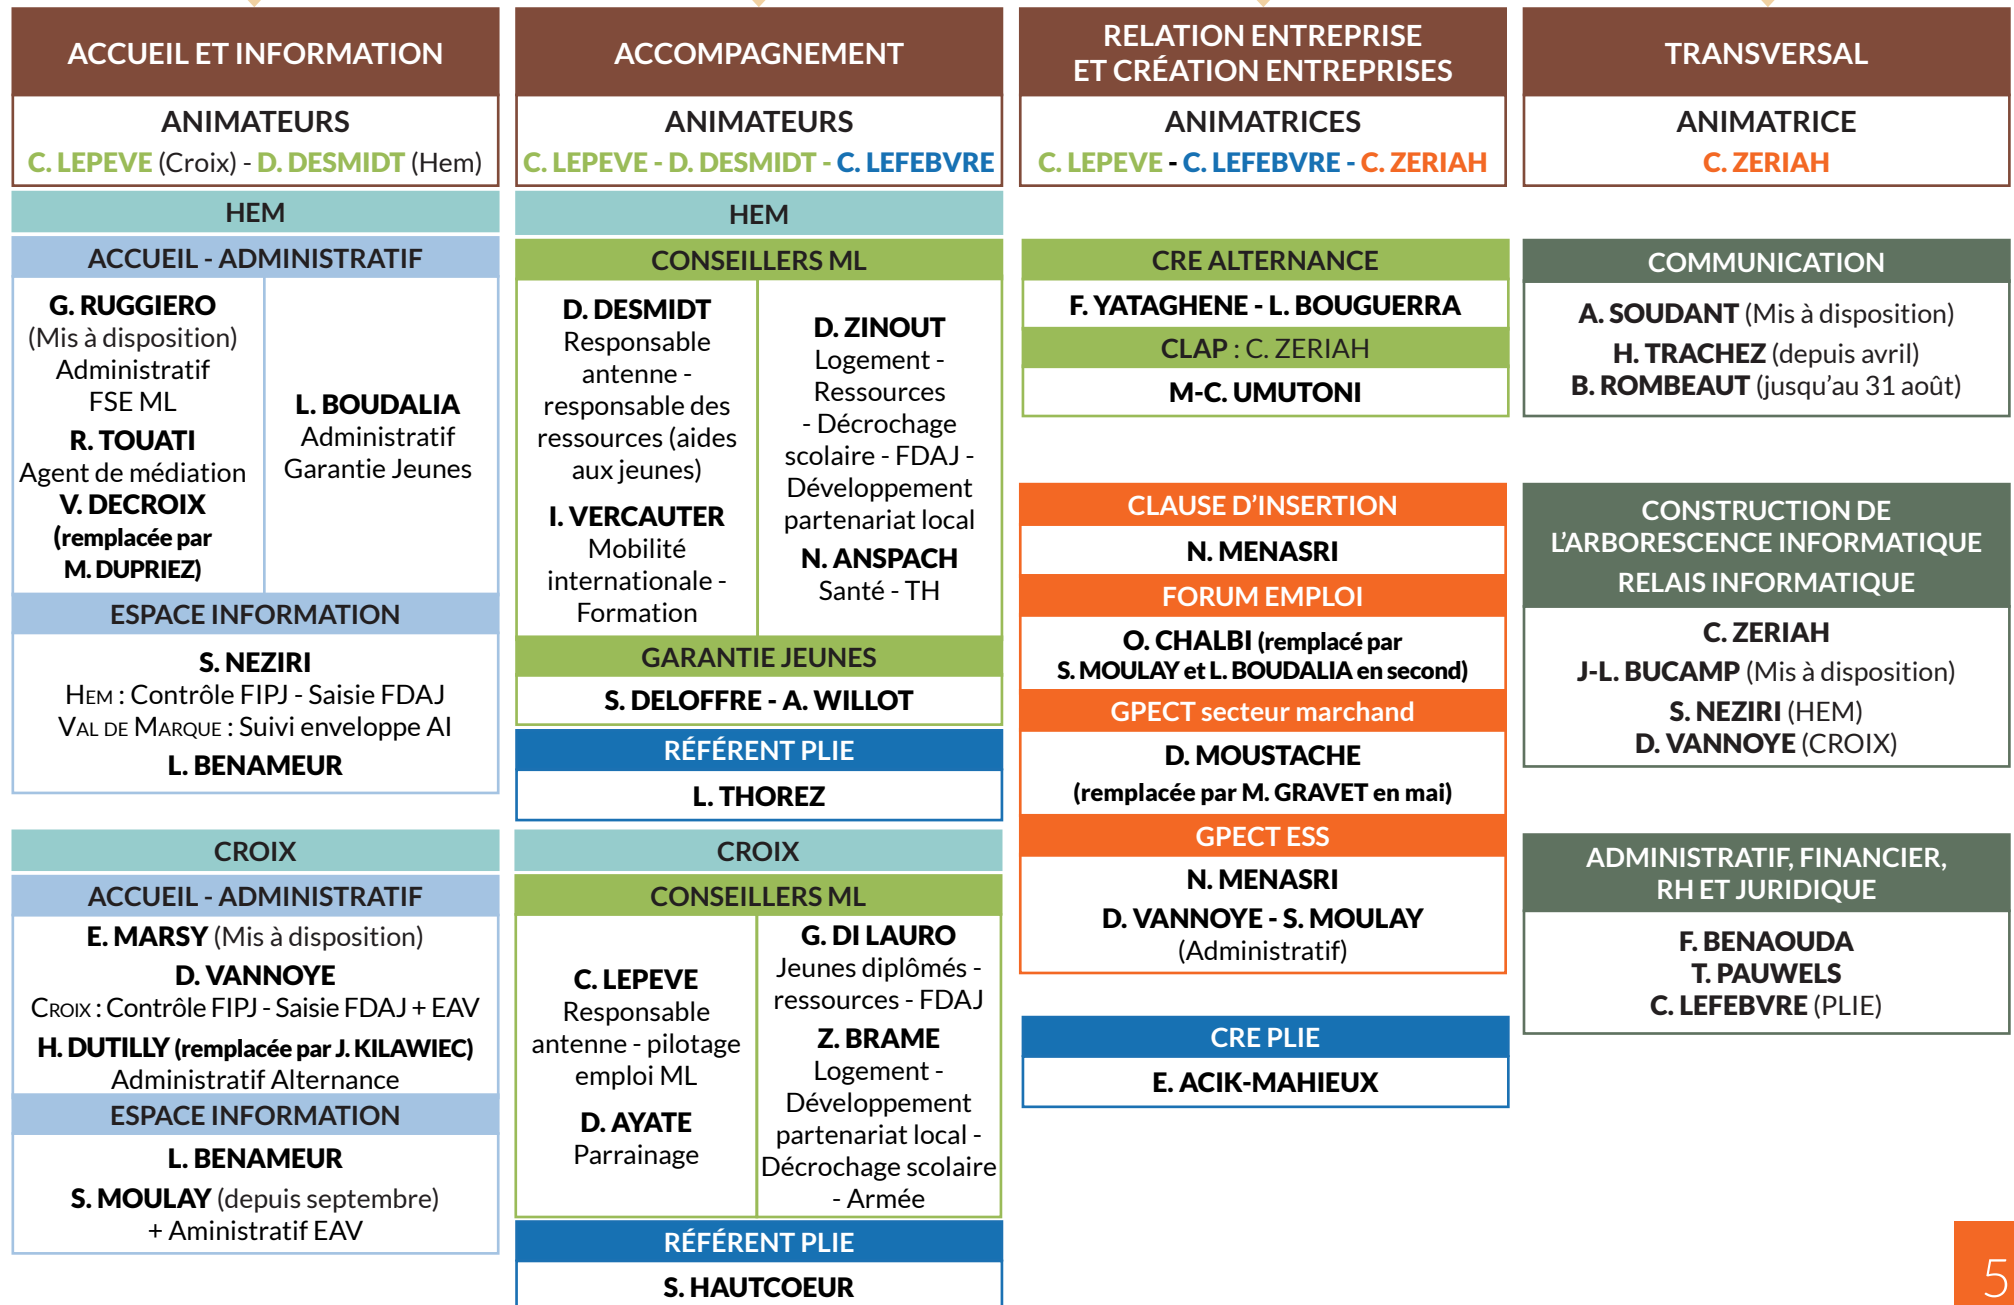 ACCUEIL ET INFORMATION
ANIMATEURS
C. LEPEVE (Croix) - D. DESMIDT (Hem)
HEM
ACCUEIL - ADMINISTRATIF
G. RUGGIERO
(Mis à disposition)
Administratif
FSE ML
R. TOUATI
Agent de médiation
V. DECROIX
(remplacée par
M. DUPRIEZ)
L. BOUDALIA
Administratif
Garantie Jeunes
ESPACE INFORMATION
S. NEZIRI
HEM : Contrôle FIPJ - Saisie FDAJ
VAL DE MARQUE : Suivi enveloppe AI
L. BENAMEUR
CROIX
ACCUEIL - ADMINISTRATIF
E. MARSY (Mis à disposition)
D. VANNOYE
CROIX : Contrôle FIPJ - Saisie FDAJ + EAV
H. DUTILLY (remplacée par J. KILAWIEC)
Administratif Alternance
ESPACE INFORMATION
L. BENAMEUR
S. MOULAY (depuis septembre)
+ Aministratif EAV
ACCOMPAGNEMENT
ANIMATEURS
C. LEPEVE - D. DESMIDT - C. LEFEBVRE
HEM
CONSEILLERS ML
D. DESMIDT
Responsable
antenne -
responsable des
ressources (aides
aux jeunes)
I. VERCAUTER
Mobilité
internationale -
Formation
D. ZINOUT
Logement -
Ressources
- Décrochage
scolaire - FDAJ -
Développement
partenariat local
N. ANSPACH
Santé - TH
GARANTIE JEUNES
S. DELOFFRE - A. WILLOT
RÉFÉRENT PLIE
L. THOREZ
CROIX
CONSEILLERS ML
C. LEPEVE
Responsable
antenne - pilotage
emploi ML
D. AYATE
Parrainage
G. DI LAURO
Jeunes diplômés -
ressources - FDAJ
Z. BRAME
Logement -
Développement
partenariat local -
Décrochage scolaire
- Armée
RÉFÉRENT PLIE
S. HAUTCOEUR
RELATION ENTREPRISE
ET CRÉATION ENTREPRISES
ANIMATRICES
C. LEPEVE - C. LEFEBVRE - C. ZERIAH
CRE ALTERNANCE
F. YATAGHENE - L. BOUGUERRA
CLAP : C. ZERIAH
M-C. UMUTONI
CLAUSE D'INSERTION
N. MENASRI
FORUM EMPLOI
O. CHALBI (remplacé par
S. MOULAY et L. BOUDALIA en second)
GPECT secteur marchand
D. MOUSTACHE
(remplacée par M. GRAVET en mai)
GPECT ESS
N. MENASRI
D. VANNOYE - S. MOULAY
(Administratif)
CRE PLIE
E. ACIK-MAHIEUX
TRANSVERSAL
ANIMATRICE
C. ZERIAH
COMMUNICATION
A. SOUDANT (Mis à disposition)
H. TRACHEZ (depuis avril)
B. ROMBEAUT (jusqu'au 31 août)
CONSTRUCTION DE
L'ARBORESCENCE INFORMATIQUE
RELAIS INFORMATIQUE
C. ZERIAH
J-L. BUCAMP (Mis à disposition)
S. NEZIRI (HEM)
D. VANNOYE (CROIX)
ADMINISTRATIF, FINANCIER,
RH ET JURIDIQUE
F. BENAOUDA
T. PAUWELS
C. LEFEBVRE (PLIE)
5